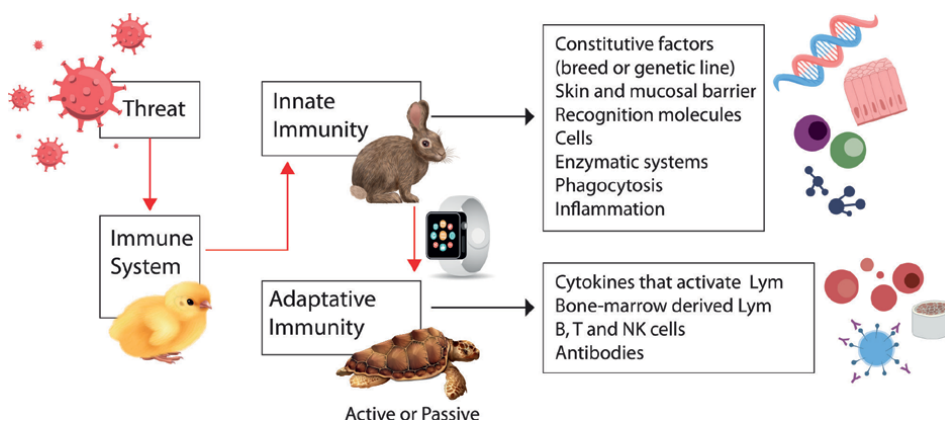 Threat
Immune
System
Innate
Immunity
Constitutive factors
(breed or genetic line)
Skin and mucosal barrier
Recognition molecules
Cells
Enzymatic systems
Phagocytosis
Inflammation
Adaptative
Immunity
Active or Passive
Cytokines that activate Lym
Bone-marrow derived Lym
B, T and NK cells
Antibodies